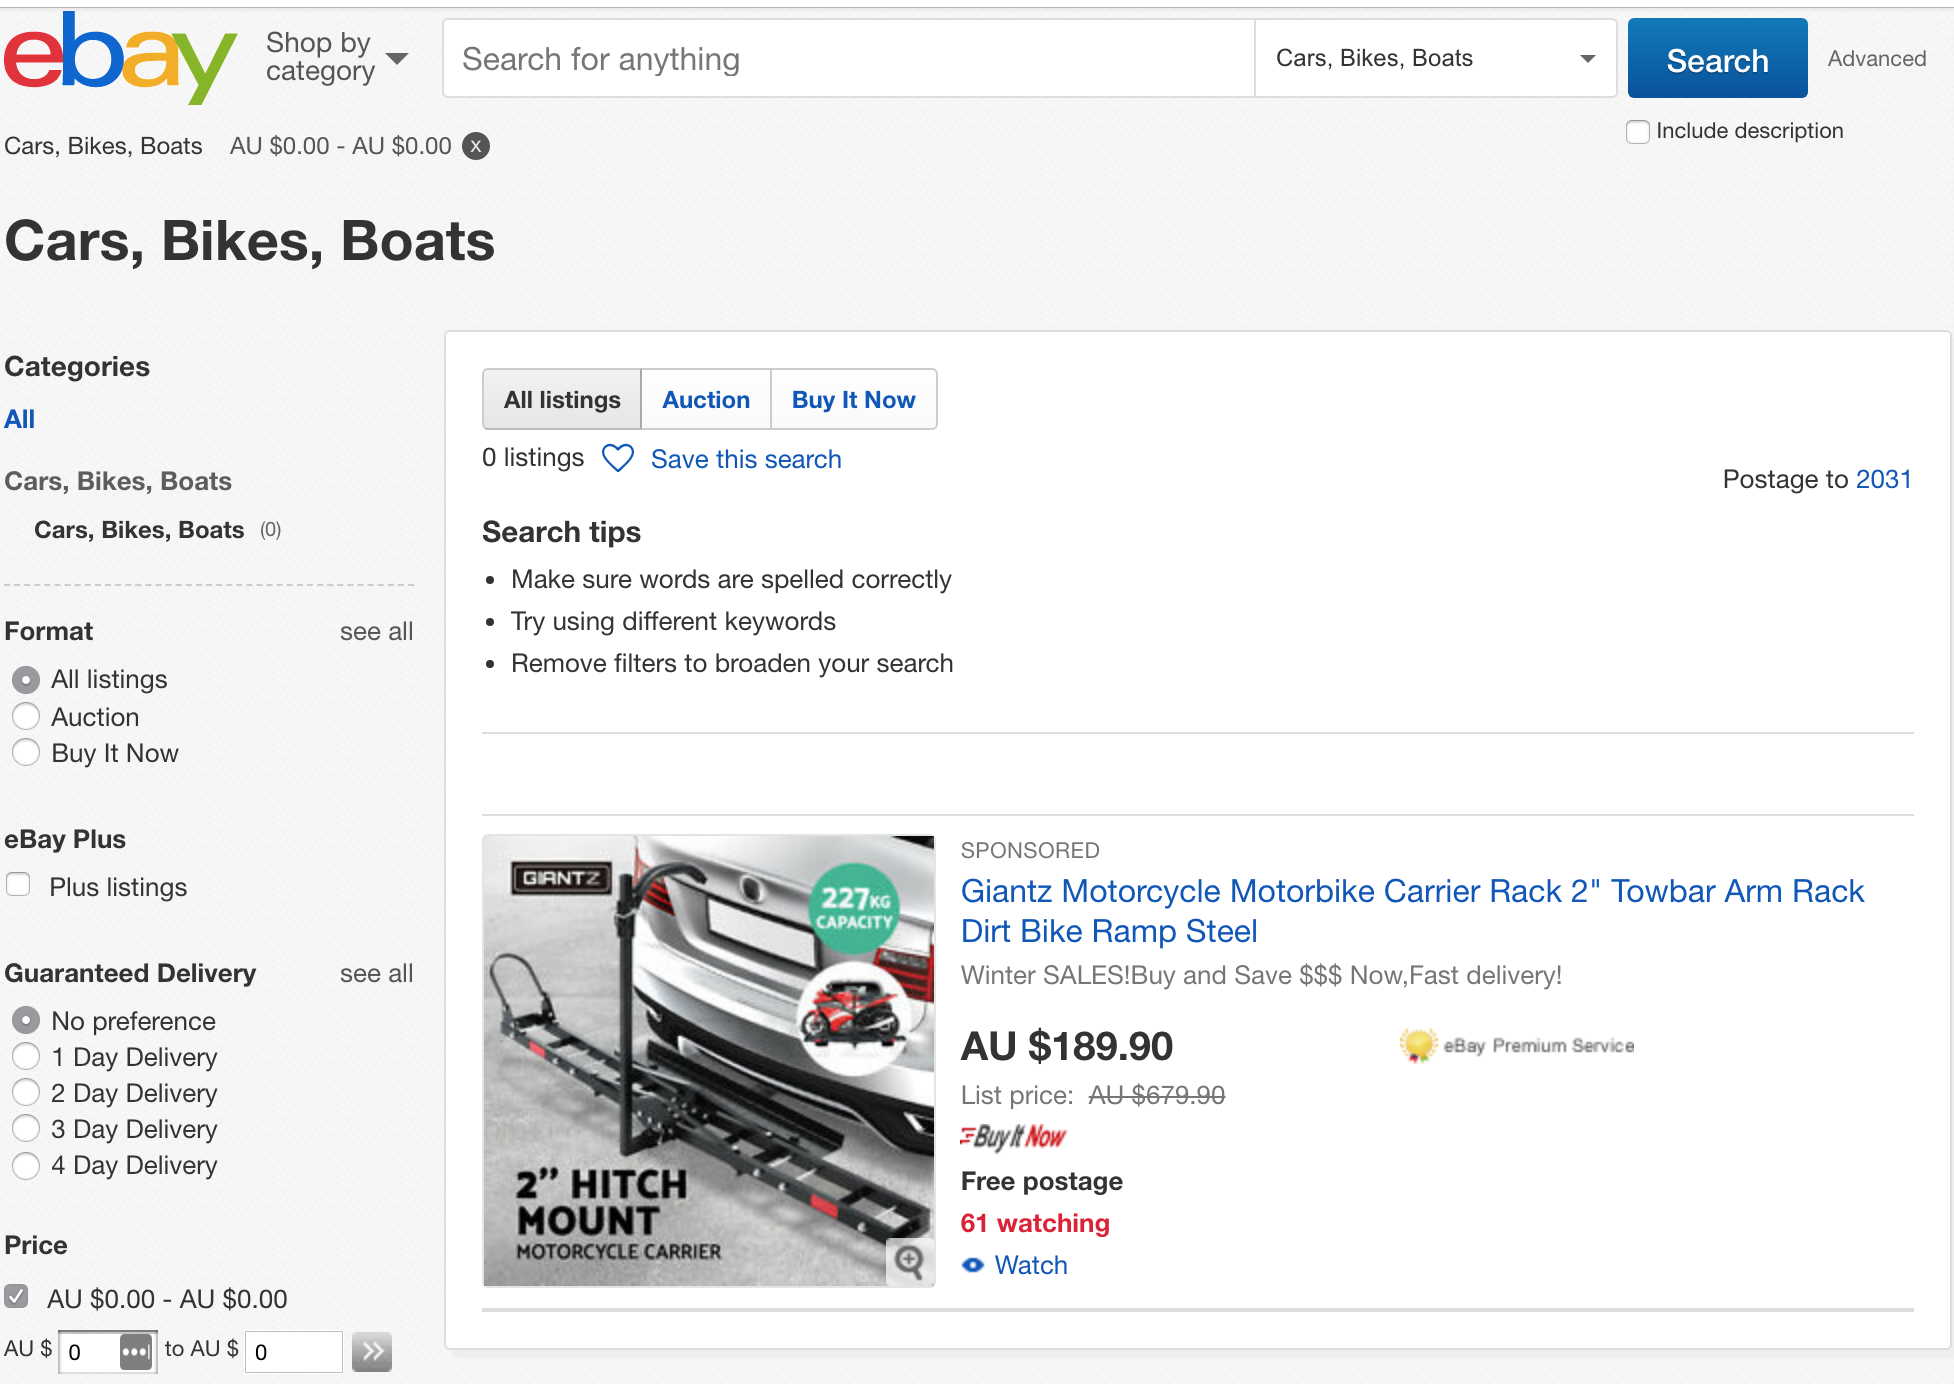 ebay
Shop by
category
Search for anything
Cars, Bikes, Boats
Search
Advanced
Include description
Cars, Bikes, Boats AU $0.00 - AU $0.00 X
Cars, Bikes, Boats
Categories
All
Cars, Bikes, Boats
Cars, Bikes, Boats (0)
Format see all
All listings
Auction
Buy It Now
eBay Plus
Plus listings
Guaranteed Delivery see all
No preference
1 Day Delivery
2 Day Delivery
3 Day Delivery
4 Day Delivery
Price
AU $0.00 - AU $0.00
AU $ 0 to AU $ 0
All listings Auction Buy It Now
0 listings Save this search
Postage to 2031
Search tips
• Make sure words are spelled correctly
• Try using different keywords
• Remove filters to broaden your search
GIANTZ
227KG
CAPACITY
2” HITCH
MOUNT
MOTORCYCLE CARRIER
SPONSORED
Giantz Motorcycle Motorbike Carrier Rack 2" Towbar Arm Rack
Dirt Bike Ramp Steel
Winter SALES!Buy and Save $$$ Now,Fast delivery!
AU $189.90
eBay Premium Service
List price: AU $679.90
Buy It Now
Free postage
61 watching
Watch